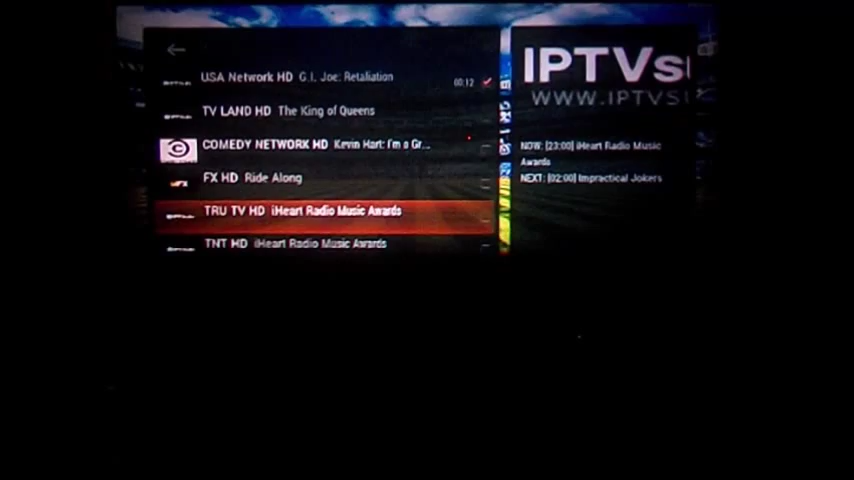 USA Network HD G.I. Joe: Retaliation 00:12
TV LAND HD The King of Queens
COMEDY NETWORK HD Kevin Hart: I'm a Gr...
FX HD Ride Along
TRU TV HD iHeart Radio Music Awards
TNT HD iHeart Radio Music Awards
IPTVs
WWW.IPTVSU
NOW: [23:00] iHeart Radio Music
Awards
NEXT: [02:00] Impractical Jokers
FX